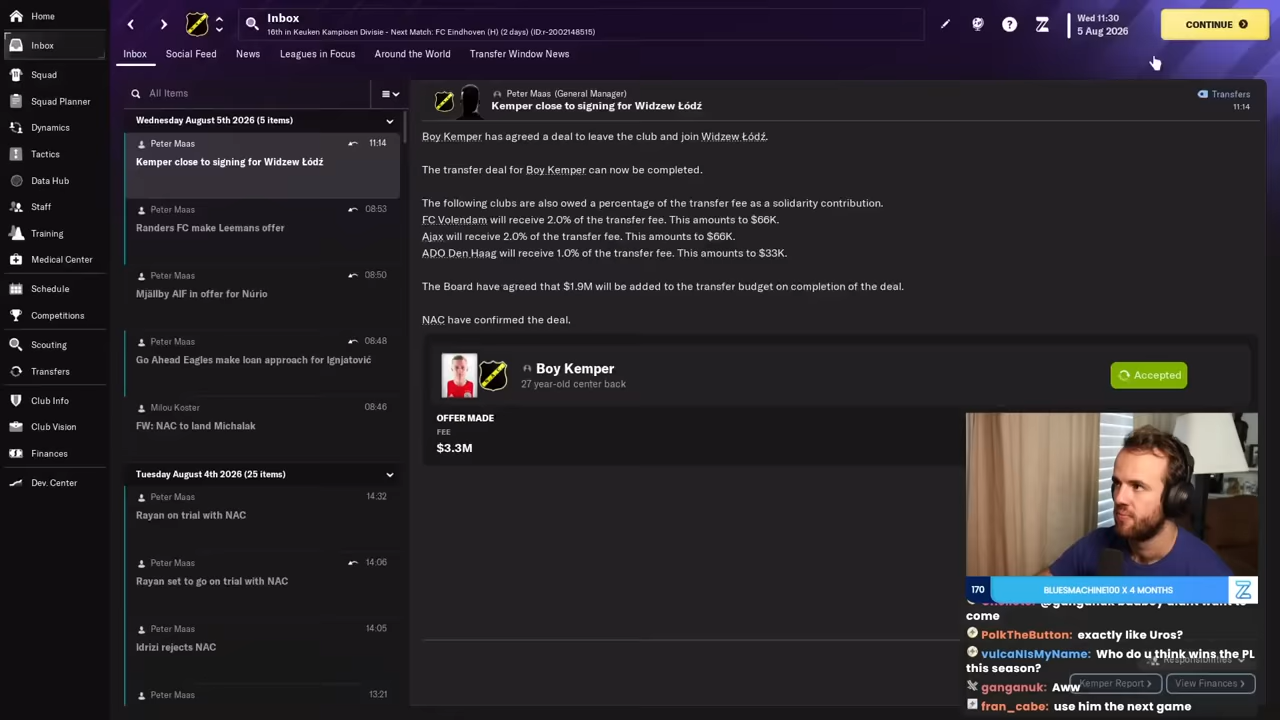 Home
Inbox
Squad
Squad Planner
Dynamics
Tactics
Data Hub
Staff
Training
Medical Center
Schedule
Competitions
Scouting
Transfers
Club Info
Club Vision
Finances
Dev. Center
Inbox
16th in Keuken Kampioen Divisie - Next Match: FC Eindhoven (H) (2 days) (ID:r-2002148515)
Wed 11:30
5 Aug 2026
CONTINUE
Inbox
Social Feed
News
Leagues in Focus
Around the World
Transfer Window News
All Items
Wednesday August 5th 2026 (5 items)
Peter Maas 11:14
Kemper close to signing for Widzew Łódź
Peter Maas 08:53
Randers FC make Leemans offer
Peter Maas 08:50
Mjällby AIF in offer for Núrio
Peter Maas 08:48
Go Ahead Eagles make loan approach for Ignjatović
Milou Koster 08:46
FW: NAC to land Michalak
Tuesday August 4th 2026 (25 items)
Peter Maas 14:32
Rayan on trial with NAC
Peter Maas 14:06
Rayan set to go on trial with NAC
Peter Maas 14:05
Idrizi rejects NAC
Peter Maas 13:21
Peter Maas (General Manager)
Kemper close to signing for Widzew Łódź
Transfers
11:14
Boy Kemper has agreed a deal to leave the club and join Widzew Łódź.
The transfer deal for Boy Kemper can now be completed.
The following clubs are also owed a percentage of the transfer fee as a solidarity contribution.
FC Volendam will receive 2.0% of the transfer fee. This amounts to $66K.
Ajax will receive 2.0% of the transfer fee. This amounts to $66K.
ADO Den Haag will receive 1.0% of the transfer fee. This amounts to $33K.
The Board have agreed that $1.9M will be added to the transfer budget on completion of the deal.
NAC have confirmed the deal.
Boy Kemper
27 year-old center back
Accepted
OFFER MADE
FEE
$3.3M
170
BLUESMACHINE100 X 4 MONTHS
come
PolkTheButton: exactly like Uros?
vulcaNIsMyName: Who do u think wins the PL
this season?
Responsibilities
ganganuk: Aww
Kemper Report
View Finances
fran_cabe: use him the next game